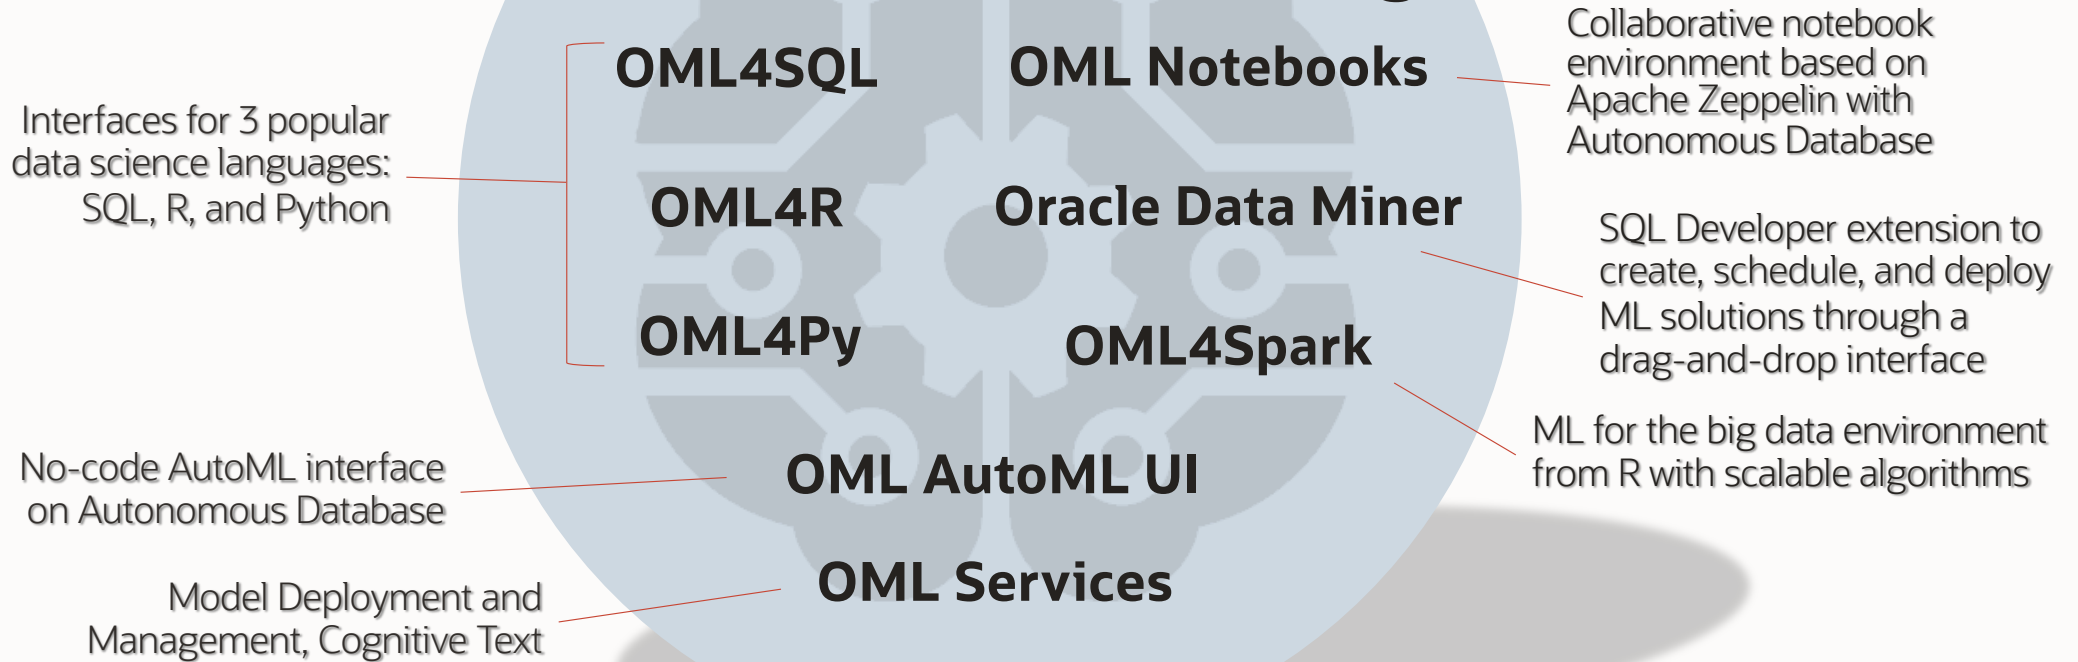 OML4SQL
OML4R
OML4Py
Interfaces for 3 popular
data science languages:
SQL, R, and Python
OML Notebooks
Collaborative notebook
environment based on
Apache Zeppelin with
Autonomous Database
Oracle Data Miner
SQL Developer extension to
create, schedule, and deploy
ML solutions through a
drag-and-drop interface
OML4Spark
ML for the big data environment
from R with scalable algorithms
OML AutoML UI
No-code AutoML interface
on Autonomous Database
OML Services
Model Deployment and
Management, Cognitive Text